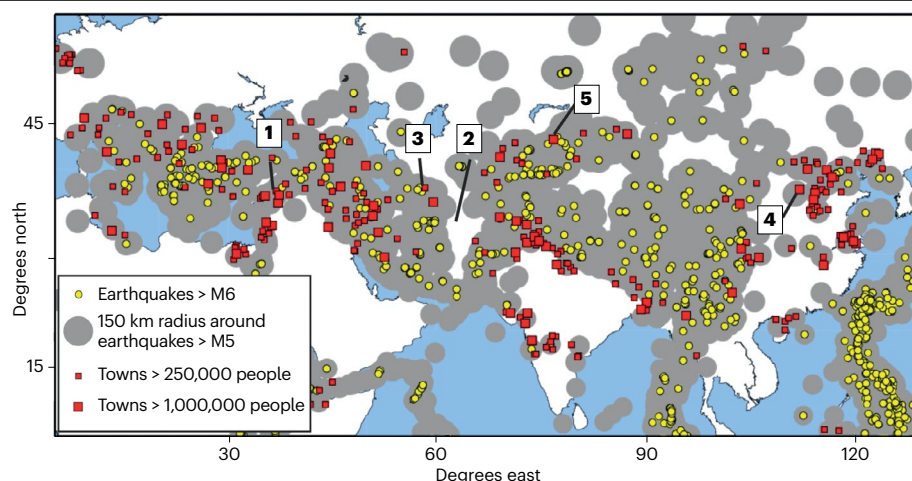 1
3
2
5
4
45
15
Degrees north
Earthquakes > M6
150 km radius around
earthquakes > M5
Towns > 250,000 people
Towns > 1,000,000 people
30
60
90
120
Degrees east